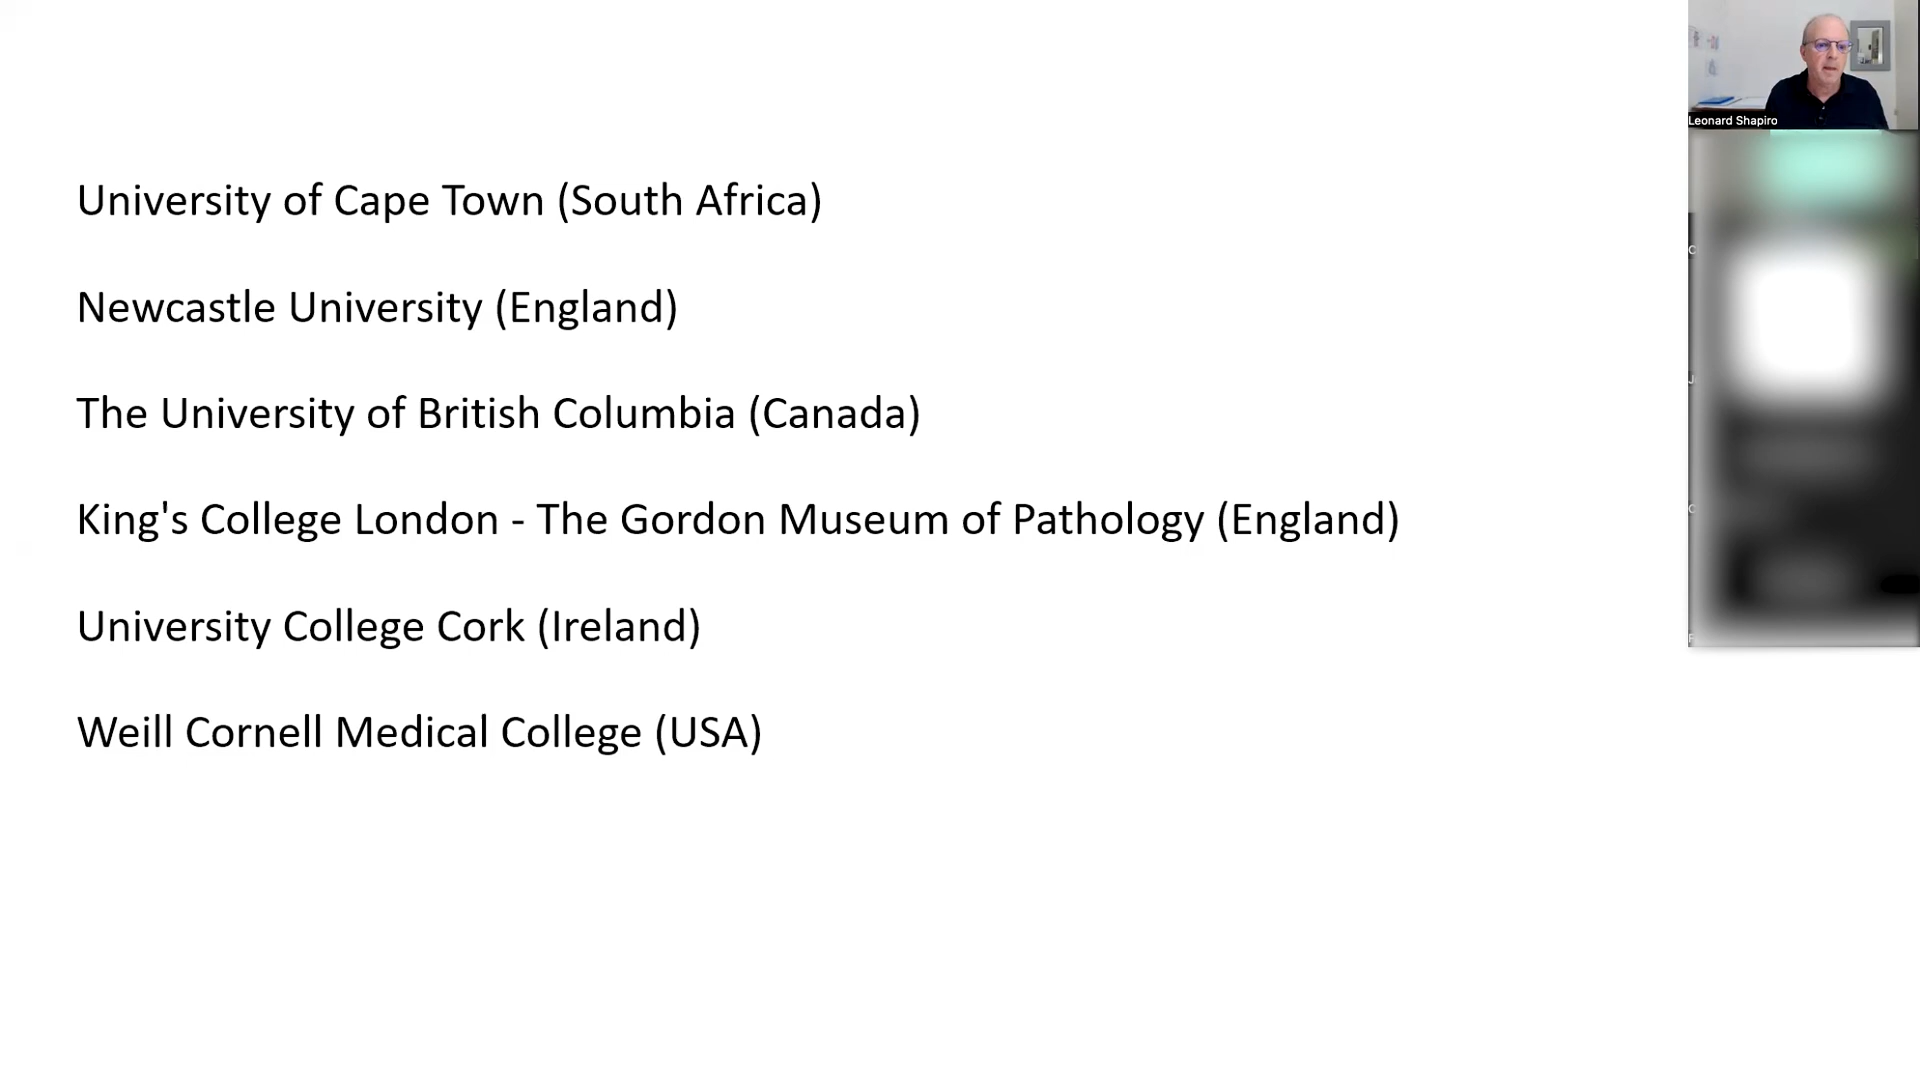 Leonard Shapiro
University of Cape Town (South Africa)
Newcastle University (England)
The University of British Columbia (Canada)
King's College London - The Gordon Museum of Pathology (England)
University College Cork (Ireland)
Weill Cornell Medical College (USA)